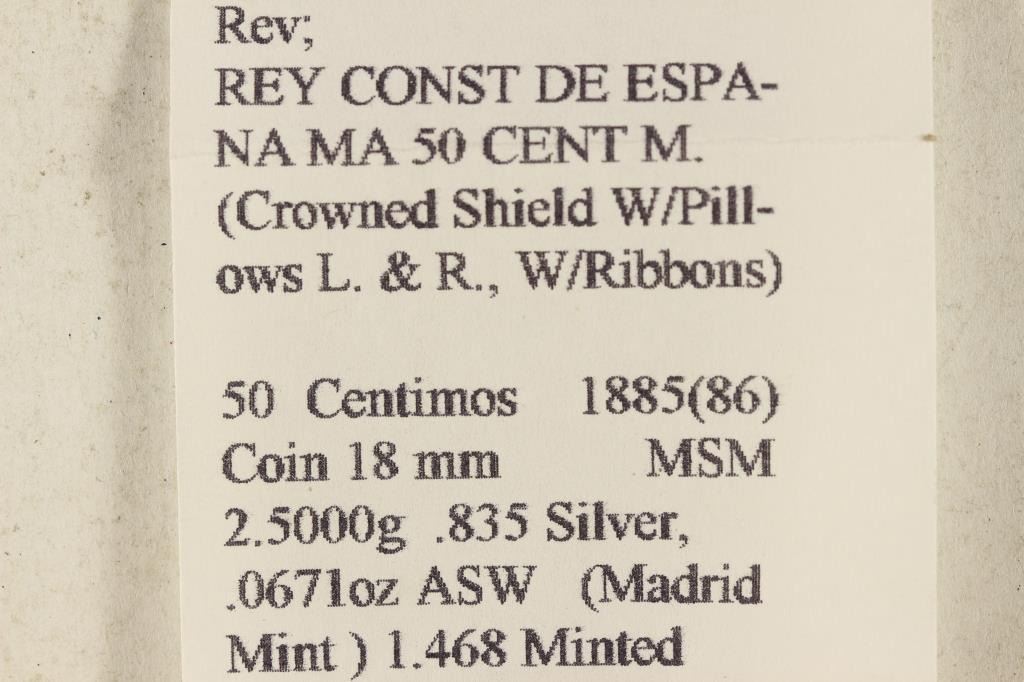 Rev;
REY CONST DE ESPA-
NA MA 50 CENT M.
(Crowned Shield W/Pill-
ows L. & R., W/Ribbons)
50 Centimos 1885(86)
Coin 18 mm MSM
2.5000g .835 Silver,
.0671oz ASW (Madrid
Mint ) 1.468 Minted